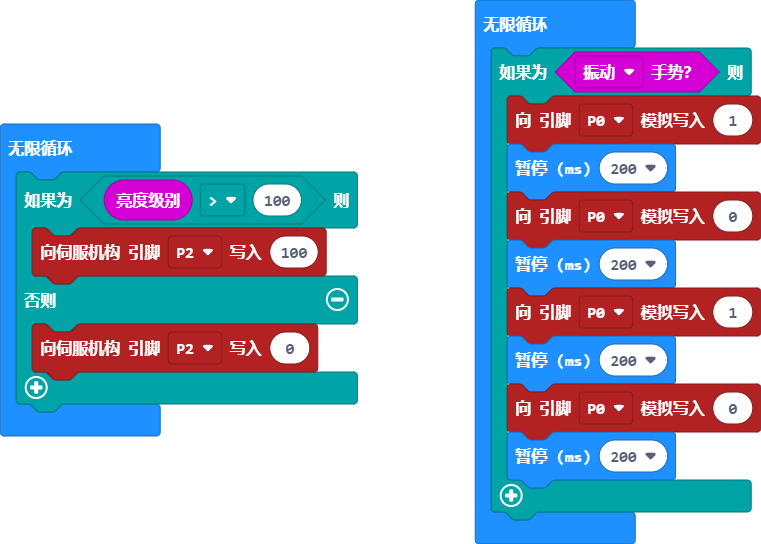 无限循环
如果为 亮度级别 > 100 则
向伺服机构 引脚 P2 写入 100
否则
向伺服机构 引脚 P2 写入 0
无限循环
如果为 振动 手势? 则
向 引脚 P0 模拟写入 1
暂停 (ms) 200
向 引脚 P0 模拟写入 0
暂停 (ms) 200
向 引脚 P0 模拟写入 1
暂停 (ms) 200
向 引脚 P0 模拟写入 0
暂停 (ms) 200